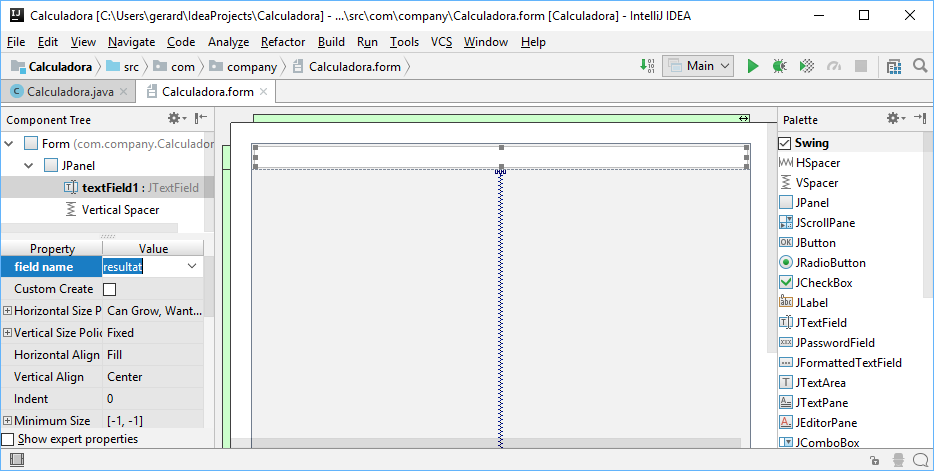 Calculadora [C:\Users\gerard\IdeaProjects\Calculadora] - ...\src\com\company\Calculadora.form [Calculadora] - IntelliJ IDEA
File Edit View Navigate Code Analyze Refactor Build Run Tools VCS Window Help
Calculadora src com company Calculadora.form Main
Calculadora.java Calculadora.form
Component Tree
Form (com.company.Calculador
JPanel
textField1 : JTextField
Vertical Spacer
Property Value
field name resultat
Custom Create
Horizontal Size P Can Grow, Want...
Vertical Size Polic Fixed
Horizontal Align Fill
Vertical Align Center
Indent 0
Minimum Size [-1, -1]
Show expert properties
Palette
Swing
HSpacer
VSpacer
JPanel
JScrollPane
JButton
JRadioButton
JCheckBox
JLabel
JTextField
JPasswordField
JFormattedTextField
JTextArea
JTextPane
JEditorPane
JComboBox